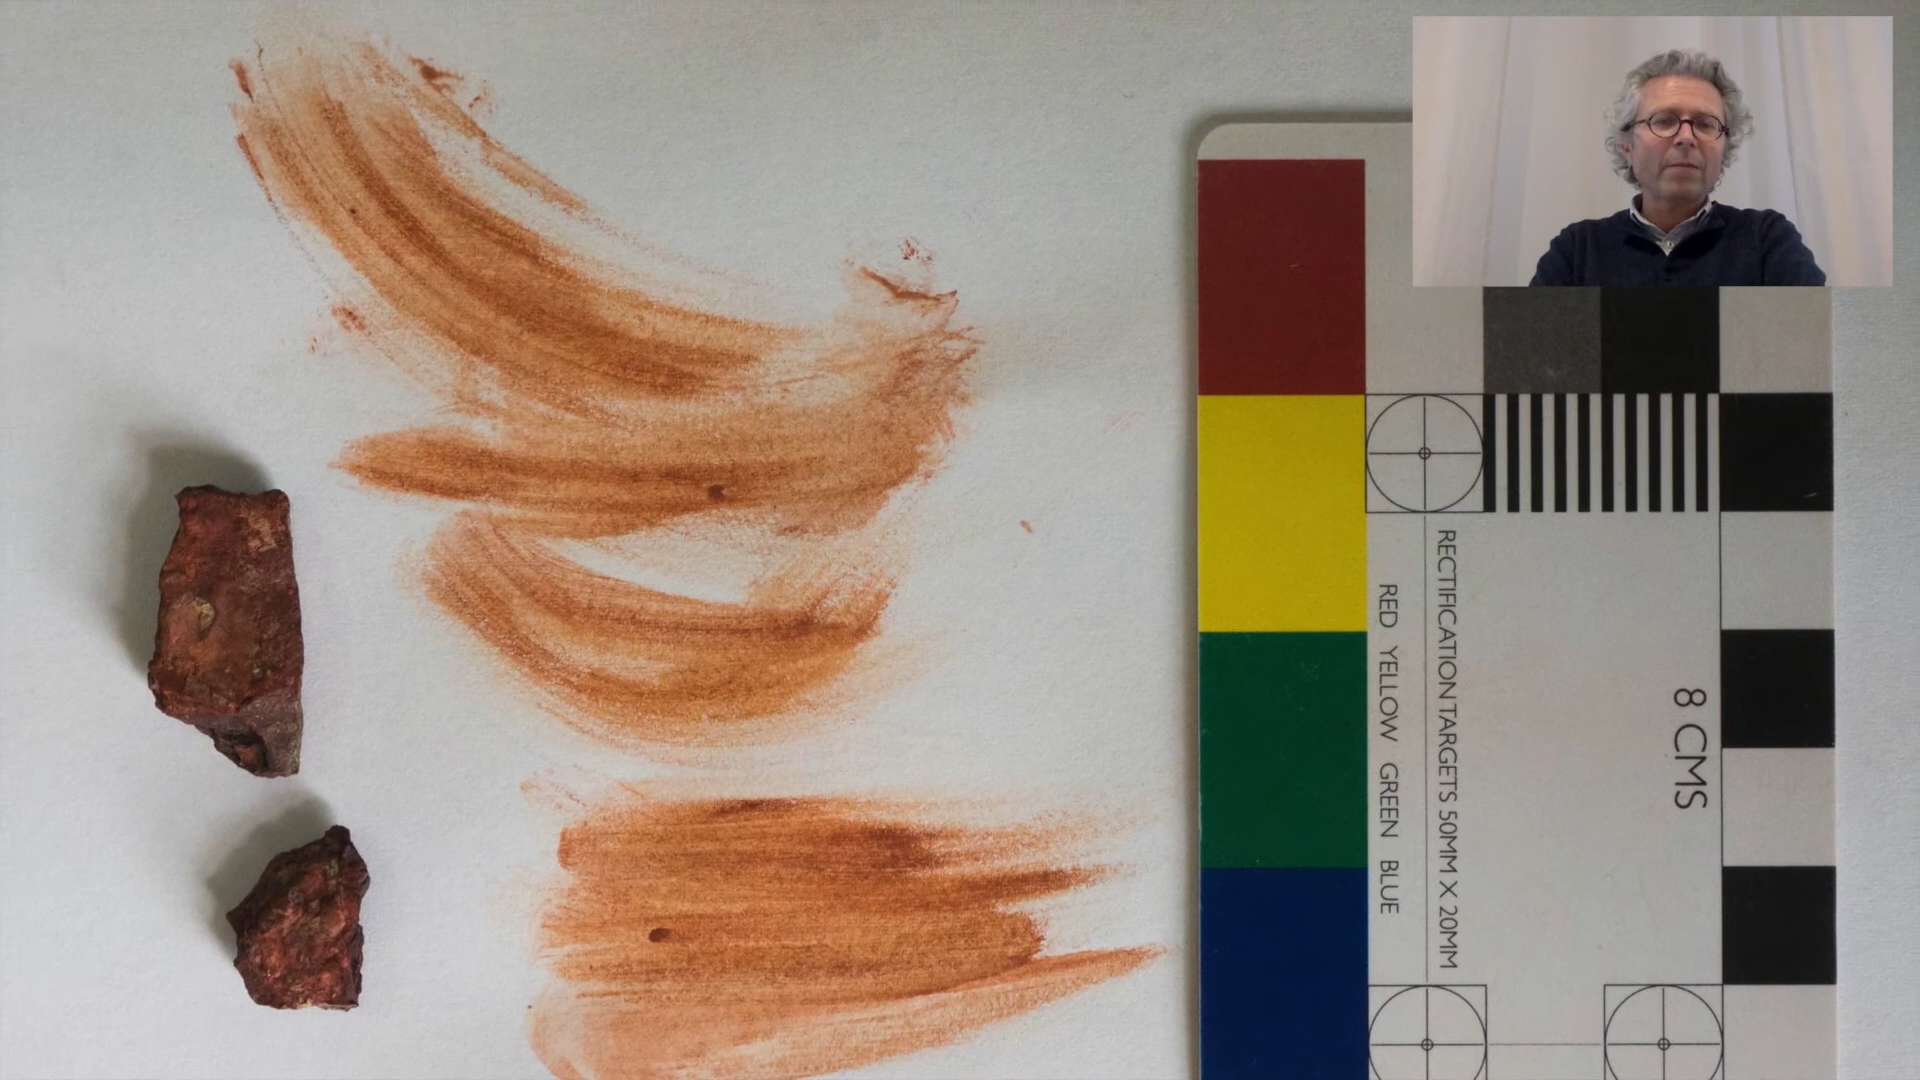 RECTIFICATION TARGETS 50MM X 20MM
RED YELLOW GREEN BLUE
8 CMS